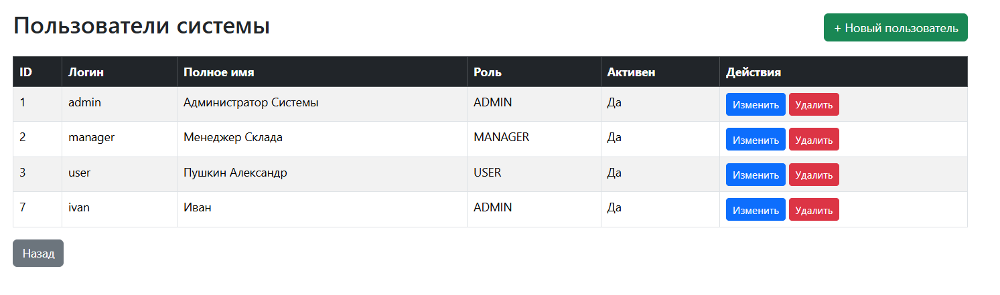 Пользователи системы
+ Новый пользователь
ID Логин Полное имя Роль Активен Действия
1 admin Администратор Системы ADMIN Да Изменить Удалить
2 manager Менеджер Склада MANAGER Да Изменить Удалить
3 user Пушкин Александр USER Да Изменить Удалить
7 ivan Иван ADMIN Да Изменить Удалить
Назад